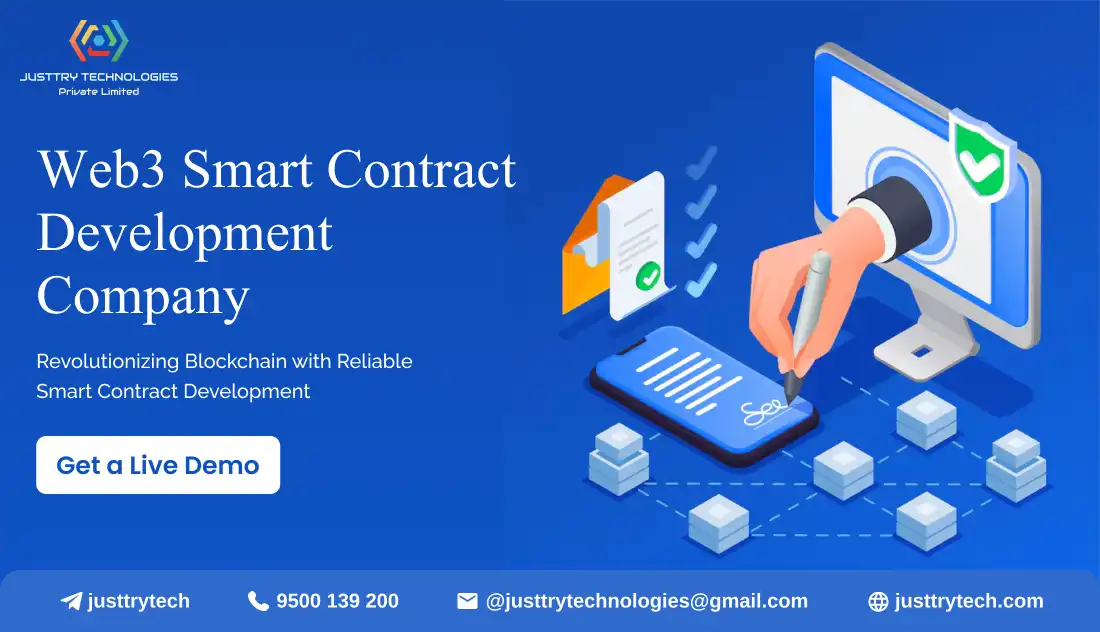 JUSTTRY TECHNOLOGIES
Private Limited
Web3 Smart Contract
Development
Company
Revolutionizing Blockchain with Reliable
Smart Contract Development
Get a Live Demo
See
justtrytech
9500 139 200
@justtrytechnologies@gmail.com
justtrytech.com